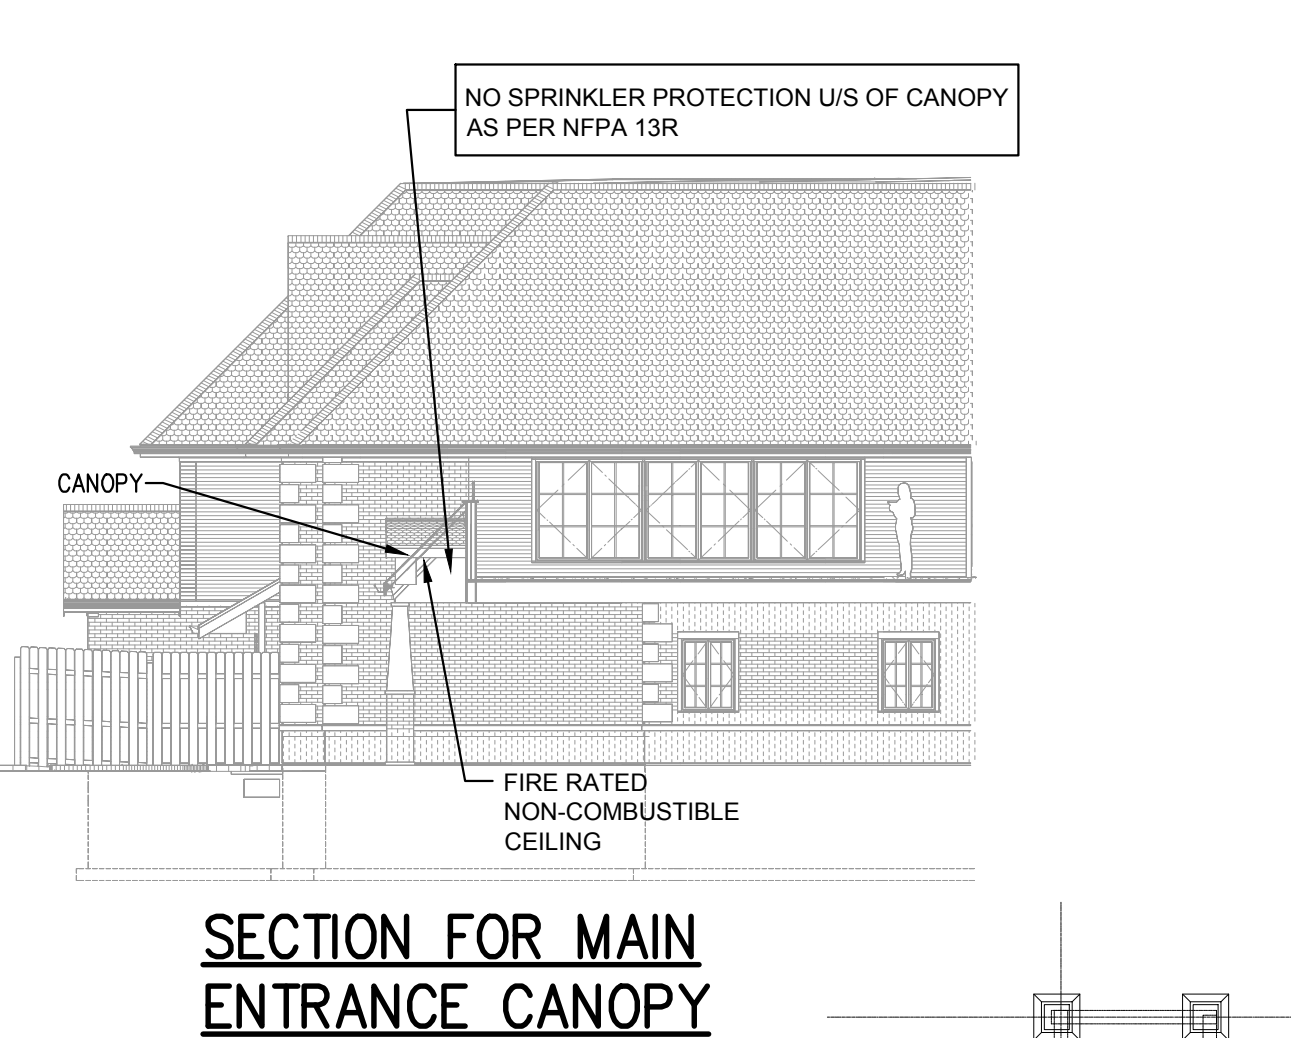 NO SPRINKLER PROTECTION U/S OF CANOPY
AS PER NFPA 13R
CANOPY
FIRE RATED
NON-COMBUSTIBLE
CEILING
SECTION FOR MAIN
ENTRANCE CANOPY